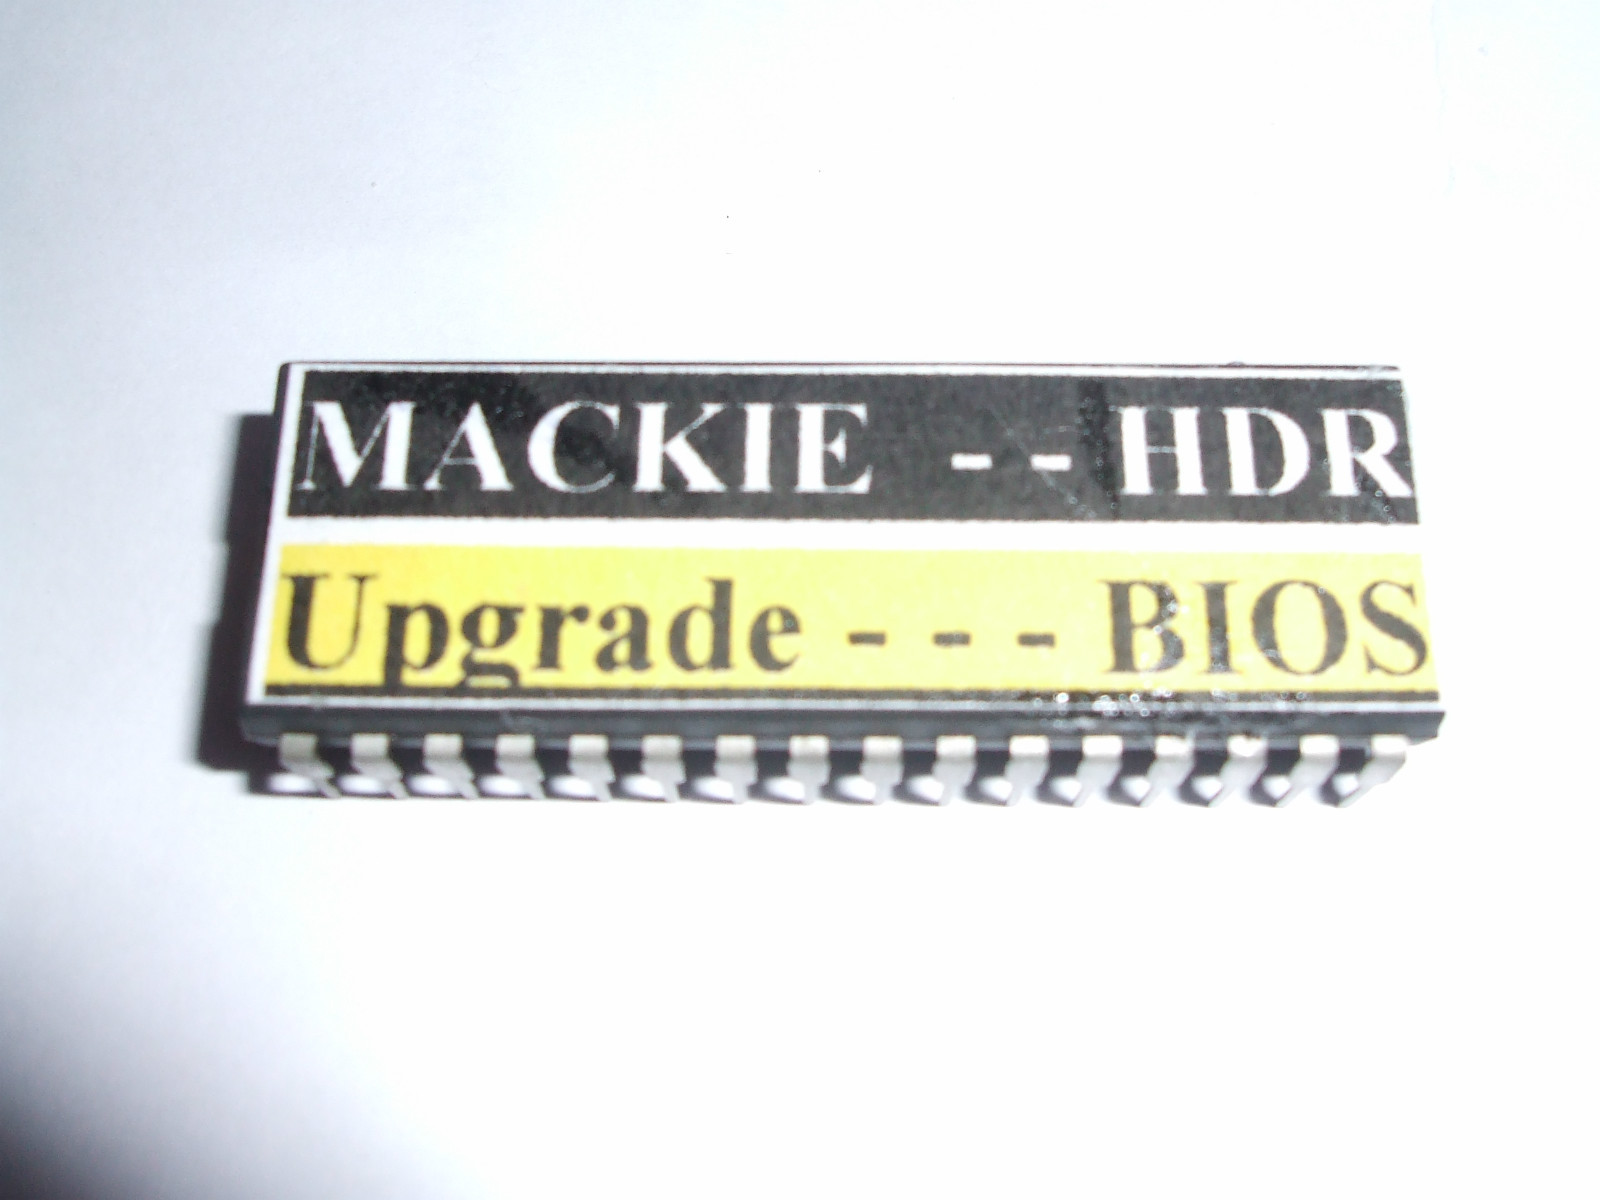 MACKIE -- HDR
Upgrade --- BIOS